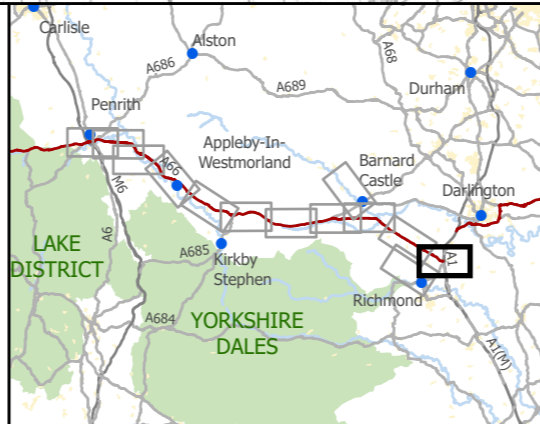 Carlisle
Alston
A68
A686
A689
Durham
Penrith
Appleby-In-
Westmorland
A66
Barnard
Castle
Darlington
M6
A6
LAKE
DISTRICT
A685
Kirkby
Stephen
A1
Richmond
A684
YORKSHIRE
DALES
A1(M)